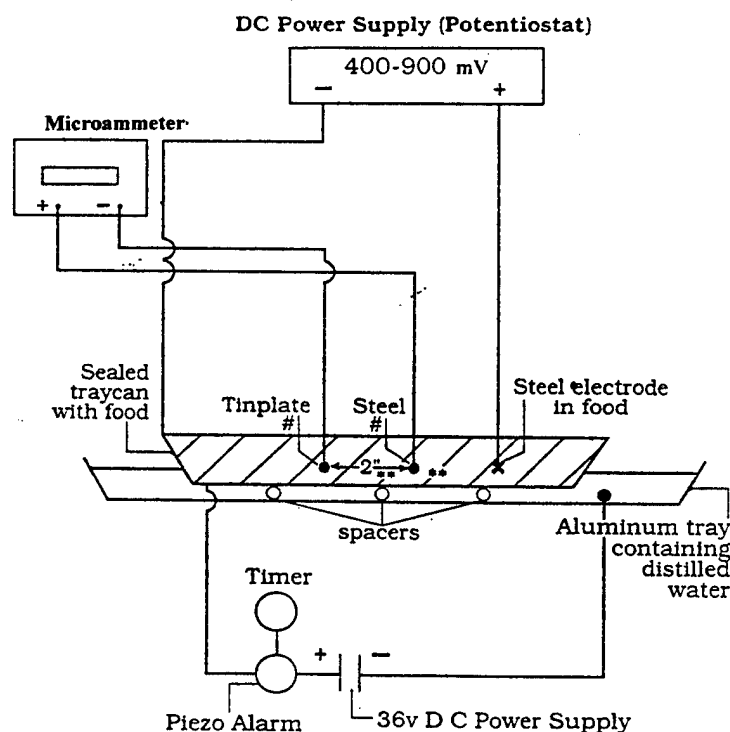 DC Power Supply (Potentiostat)
400-900 mV
− +
Microammeter
+ −
Sealed
traycan
with food
Tinplate
#
Steel
#
Steel electrode
in food
2"
** **
spacers
Aluminum tray
containing
distilled
water
Timer
+ −
Piezo Alarm
36v D C Power Supply